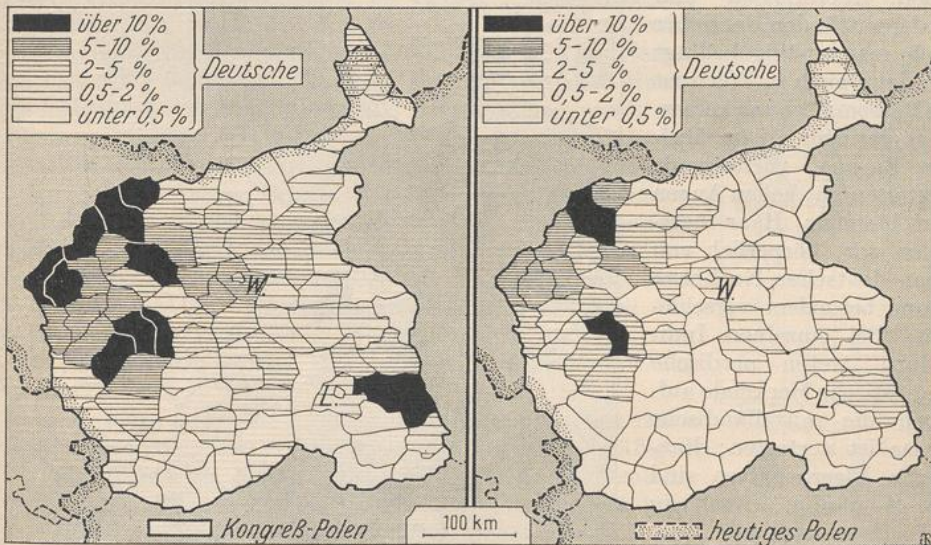 über 10%
5-10 %
2-5 %
0,5-2%
unter 0,5%
Deutsche
W.
L.
Kongreß-Polen
100 km
über 10%
5-10 %
2-5 %
0,5-2%
unter 0,5%
Deutsche
W.
L.
heutiges Polen